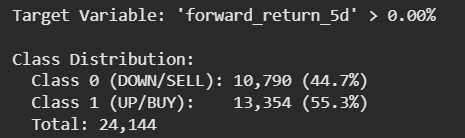 Target Variable: 'forward_return_5d' > 0.00%
Class Distribution:
Class 0 (DOWN/SELL): 10,790 (44.7%)
Class 1 (UP/BUY): 13,354 (55.3%)
Total: 24,144